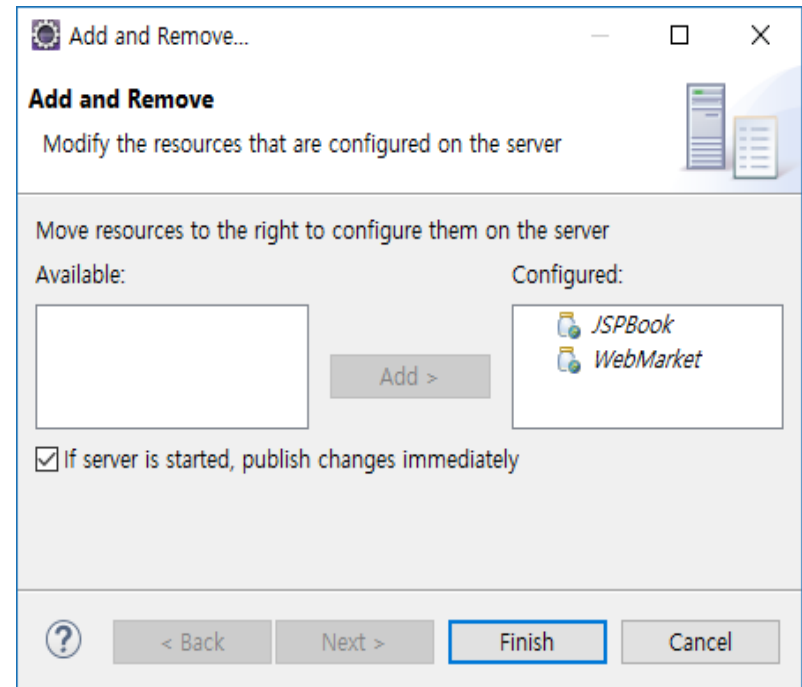 Add and Remove...
Add and Remove
Modify the resources that are configured on the server
Move resources to the right to configure them on the server
Available:
Configured:
JSPBook
WebMarket
Add >
If server is started, publish changes immediately
?
< Back
Next >
Finish
Cancel